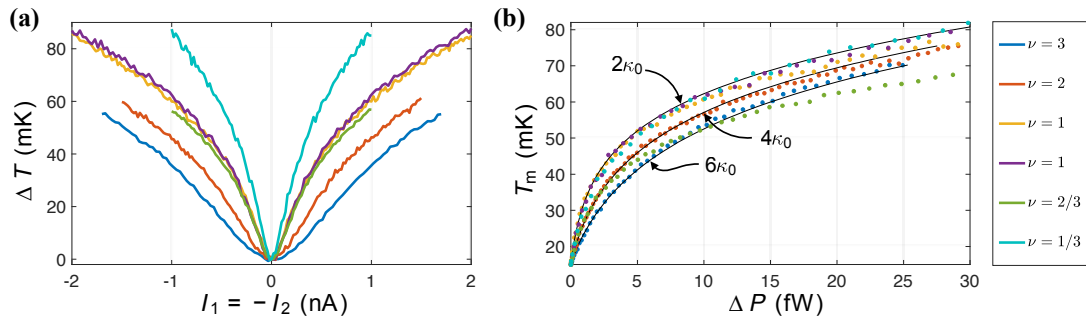 (a)
Δ T (mK)
80
60
40
20
0
-2
-1
0
1
2
I₁ = − I₂ (nA)
(b)
Tₘ (mK)
80
70
60
50
40
30
20
2κ₀
4κ₀
6κ₀
0
5
10
15
20
25
30
Δ P (fW)
ν = 3
ν = 2
ν = 1
ν = 1
ν = 2/3
ν = 1/3